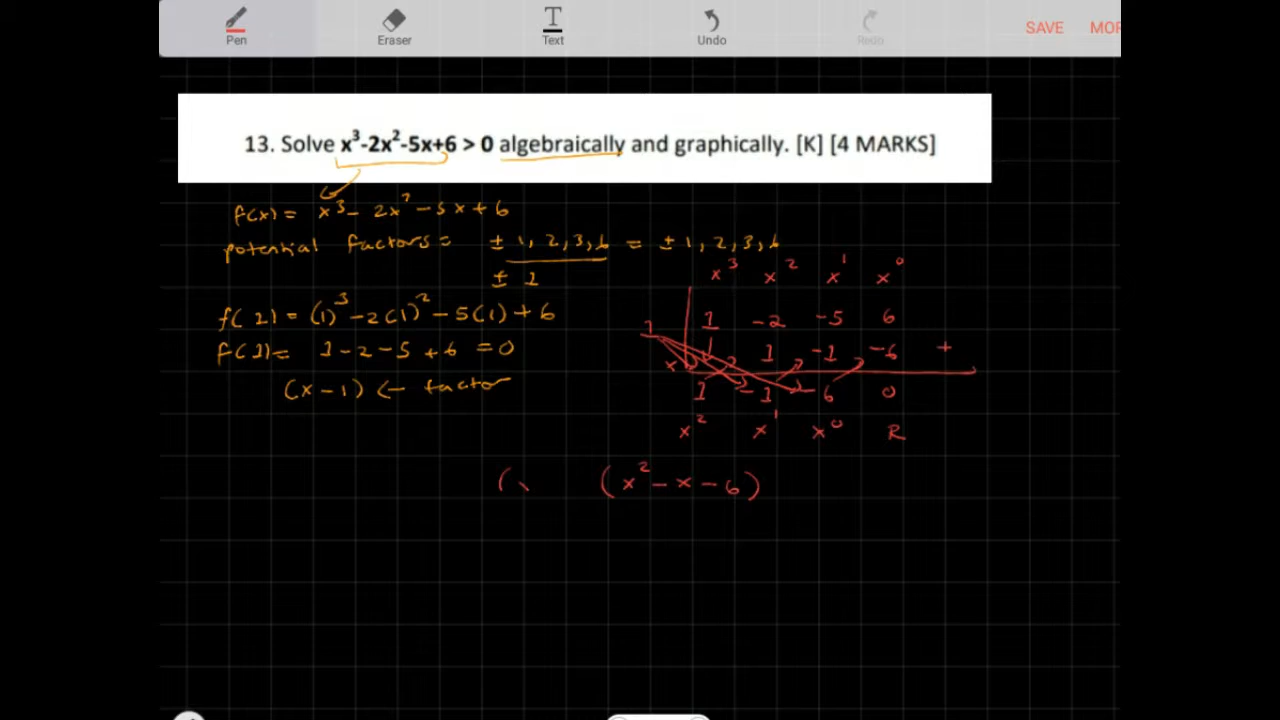 Pen Eraser Text Undo Redo SAVE MOR
13. Solve x³-2x²-5x+6 > 0 algebraically and graphically. [K] [4 MARKS]
f(x) = x³ - 2x² - 5x + 6
potential factors = ± 1, 2, 3, 6 = ± 1, 2, 3, 6
± 1
x³ x² x¹ x⁰
f(1) = (1)³ - 2(1)² - 5(1) + 6
1 1 -2 -5 6
f(1) = 1 - 2 - 5 + 6 = 0
x ↓ 1 -1 -6 +
(x - 1) ← factor
1 -1 -6 0
x² x¹ x⁰ R
( (x² - x - 6)